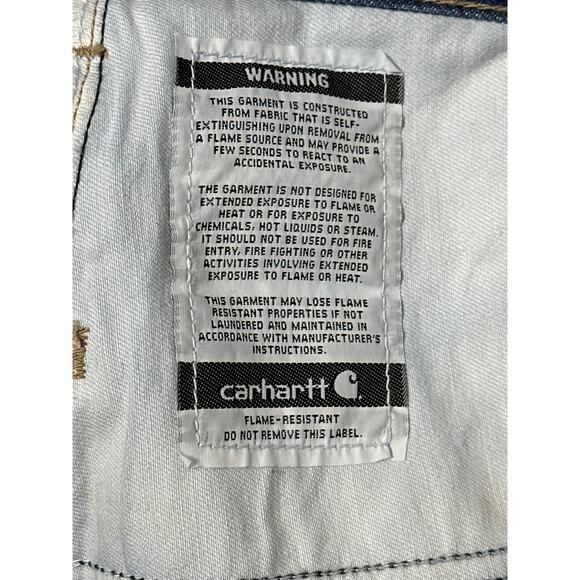 WARNING
THIS GARMENT IS CONSTRUCTED
FROM FABRIC THAT IS SELF-
EXTINGUISHING UPON REMOVAL FROM
A FLAME SOURCE AND MAY PROVIDE A
FEW SECONDS TO REACT TO AN
ACCIDENTAL EXPOSURE.
THE GARMENT IS NOT DESIGNED FOR
EXTENDED EXPOSURE TO FLAME OR
HEAT OR FOR EXPOSURE TO
CHEMICALS, HOT LIQUIDS OR STEAM.
IT SHOULD NOT BE USED FOR FIRE
ENTRY, FIRE FIGHTING OR OTHER
ACTIVITIES INVOLVING EXTENDED
EXPOSURE TO FLAME OR HEAT.
THIS GARMENT MAY LOSE FLAME
RESISTANT PROPERTIES IF NOT
LAUNDERED AND MAINTAINED IN
ACCORDANCE WITH MANUFACTURER'S
INSTRUCTIONS.
carhartt
FLAME-RESISTANT
DO NOT REMOVE THIS LABEL.